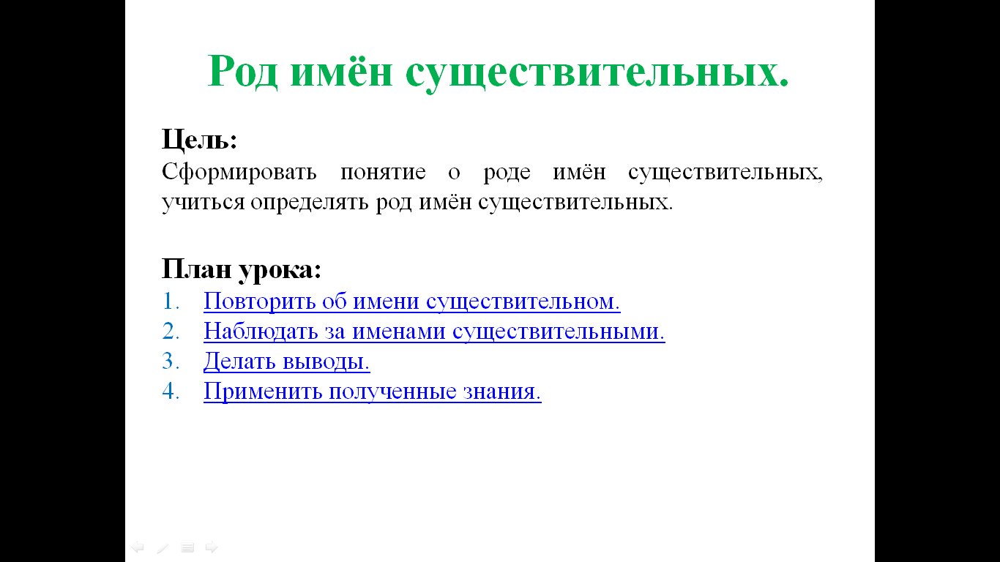 Род имён существительных.
Цель:
Сформировать понятие о роде имён существительных,
учиться определять род имён существительных.
План урока:
1. Повторить об имени существительном.
2. Наблюдать за именами существительными.
3. Делать выводы.
4. Применить полученные знания.